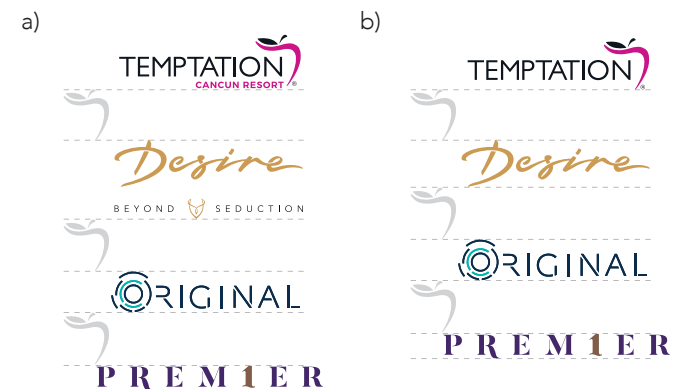 a)
TEMPTATION
CANCUN RESORT ®
Desire
BEYOND SEDUCTION
ORIGINAL
PREM1ER
b)
TEMPTATION ®
Desire
ORIGINAL
PREM1ER